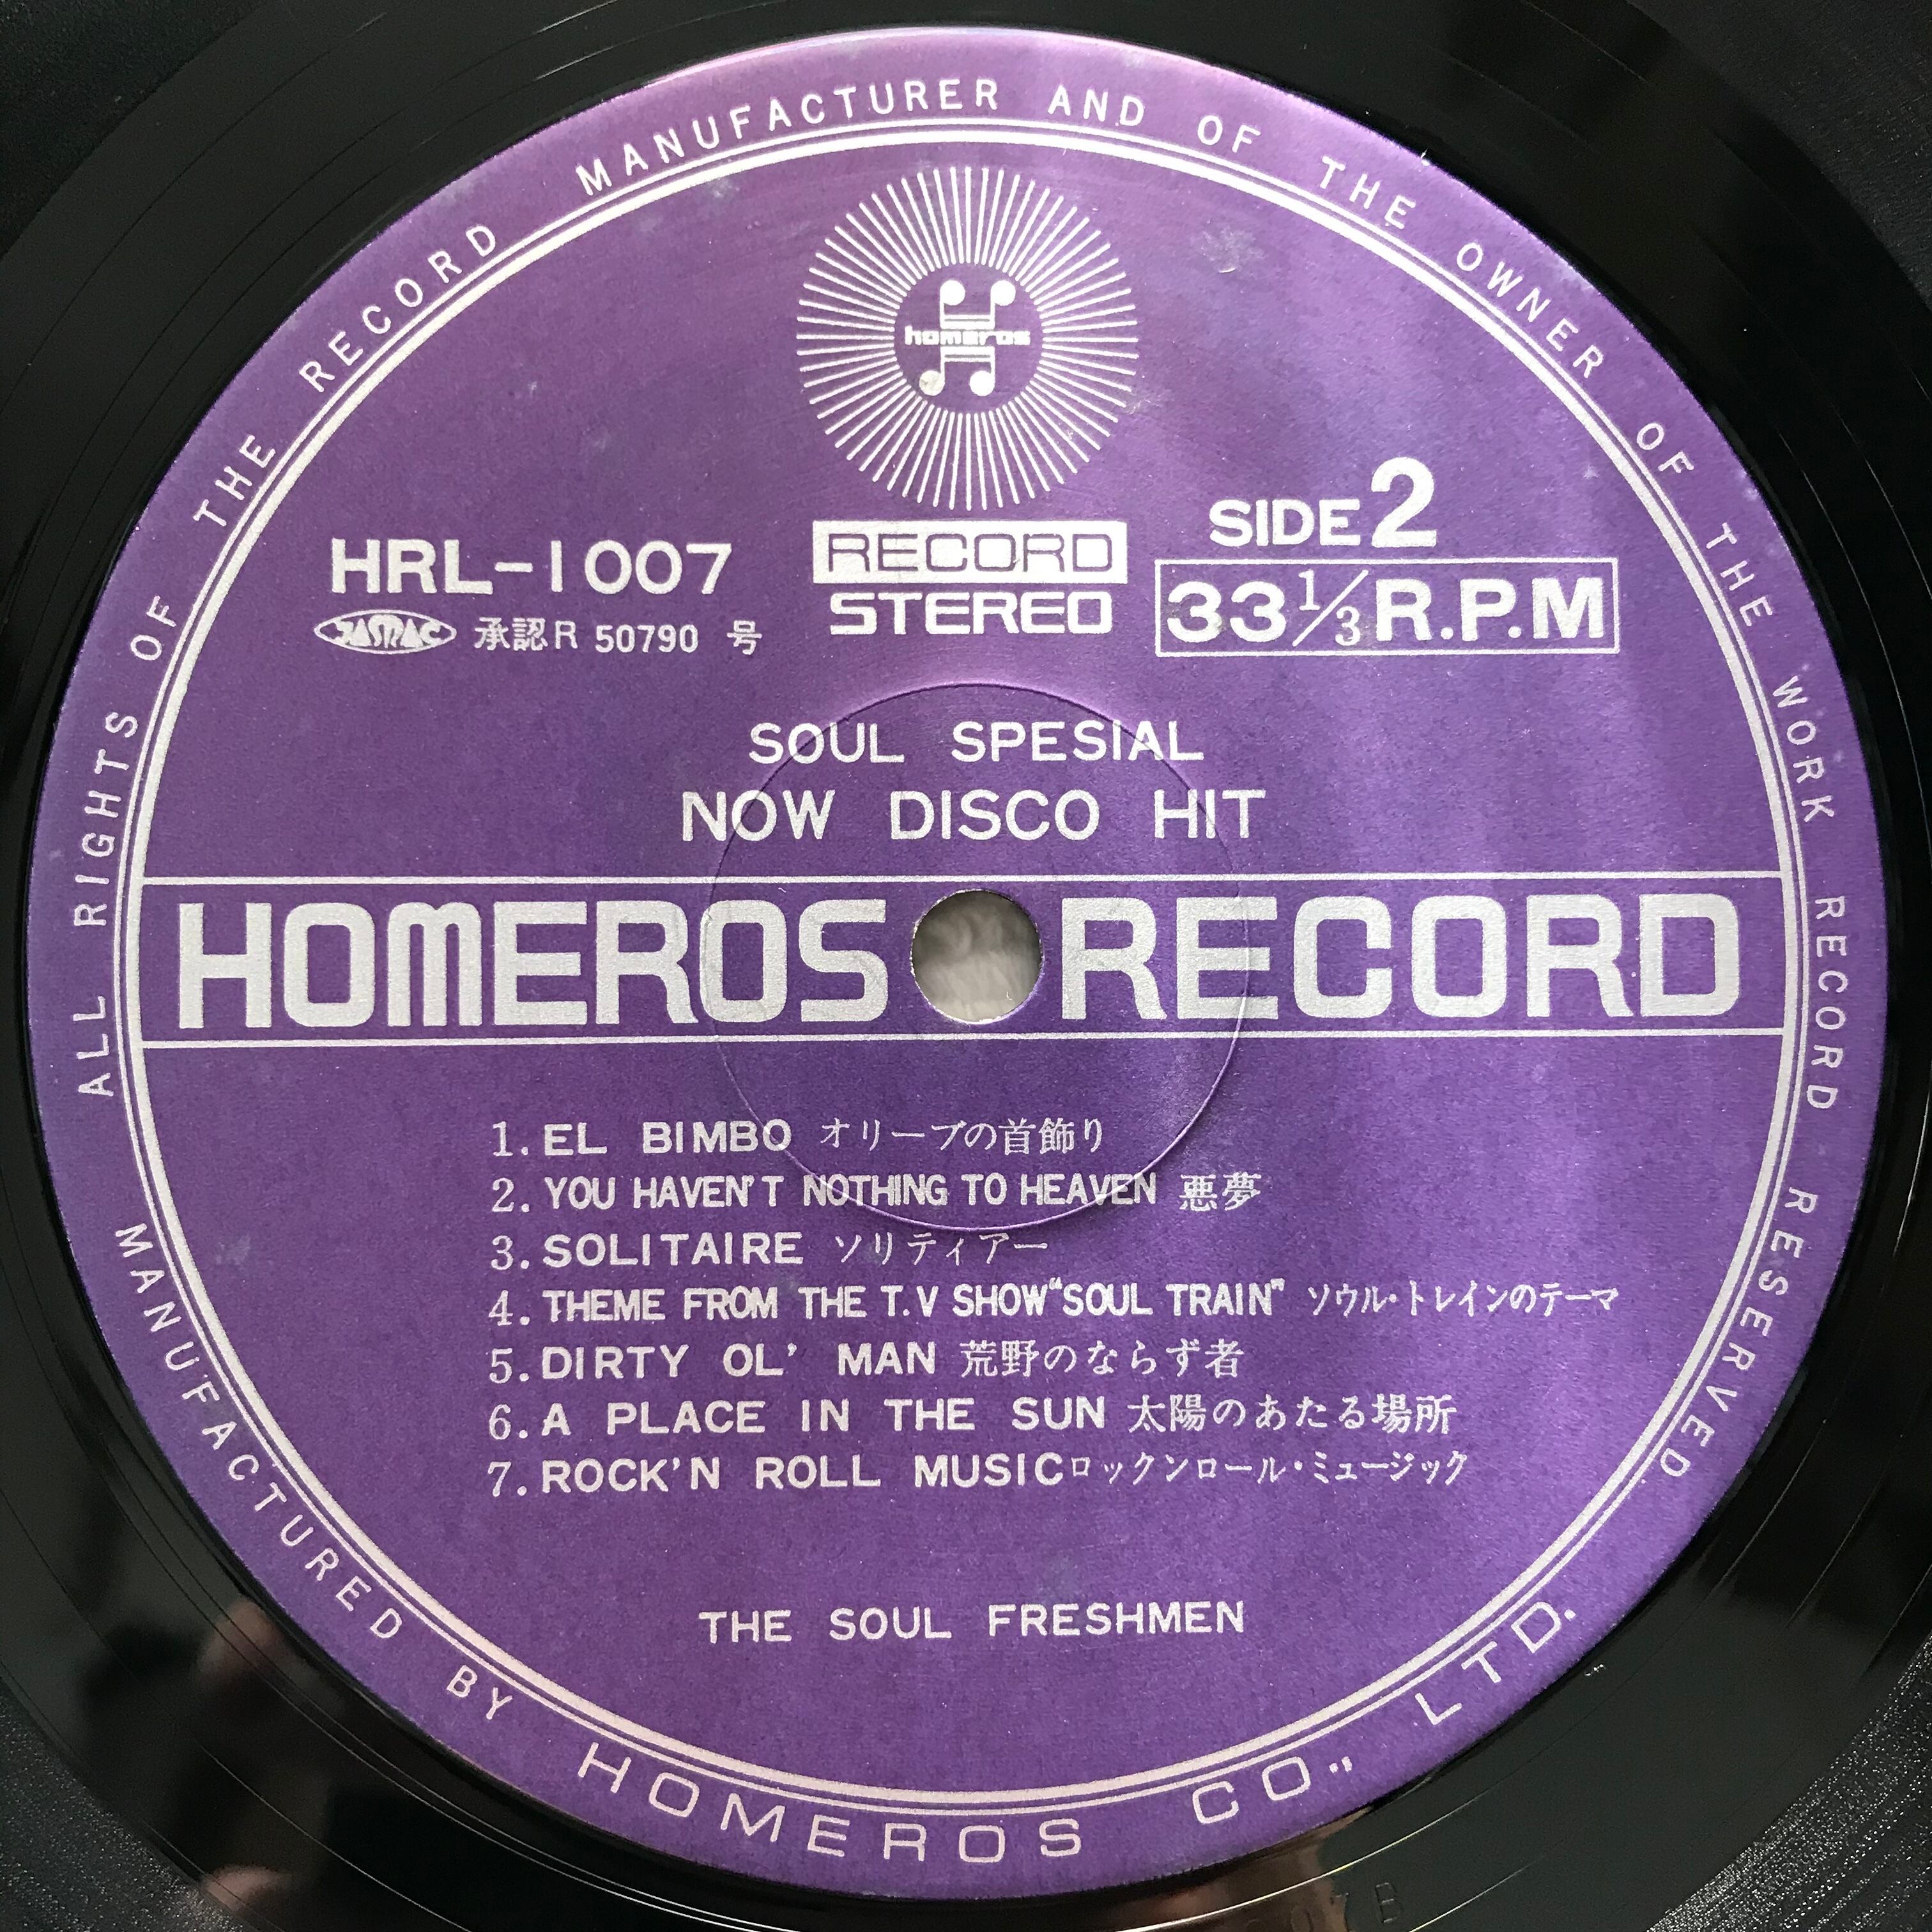 ALL RIGHTS OF THE RECORD MANUFACTURER AND OF THE OWNER OF THE WORK RECORD RESERVED
homeros
RECORD
STEREO
HRL-1007
JASRAC 承認R 50790 号
SIDE 2
33 1/3 R.P.M
SOUL SPESIAL
NOW DISCO HIT
HOMEROS RECORD
1. EL BIMBO オリーブの首飾り
2. YOU HAVEN'T NOTHING TO HEAVEN 悪夢
3. SOLITAIRE ソリティアー
4. THEME FROM THE T.V SHOW "SOUL TRAIN" ソウル・トレインのテーマ
5. DIRTY OL' MAN 荒野のならず者
6. A PLACE IN THE SUN 太陽のあたる場所
7. ROCK'N ROLL MUSIC ロックンロール・ミュージック
THE SOUL FRESHMEN
MANUFACTURED BY HOMEROS CO., LTD.